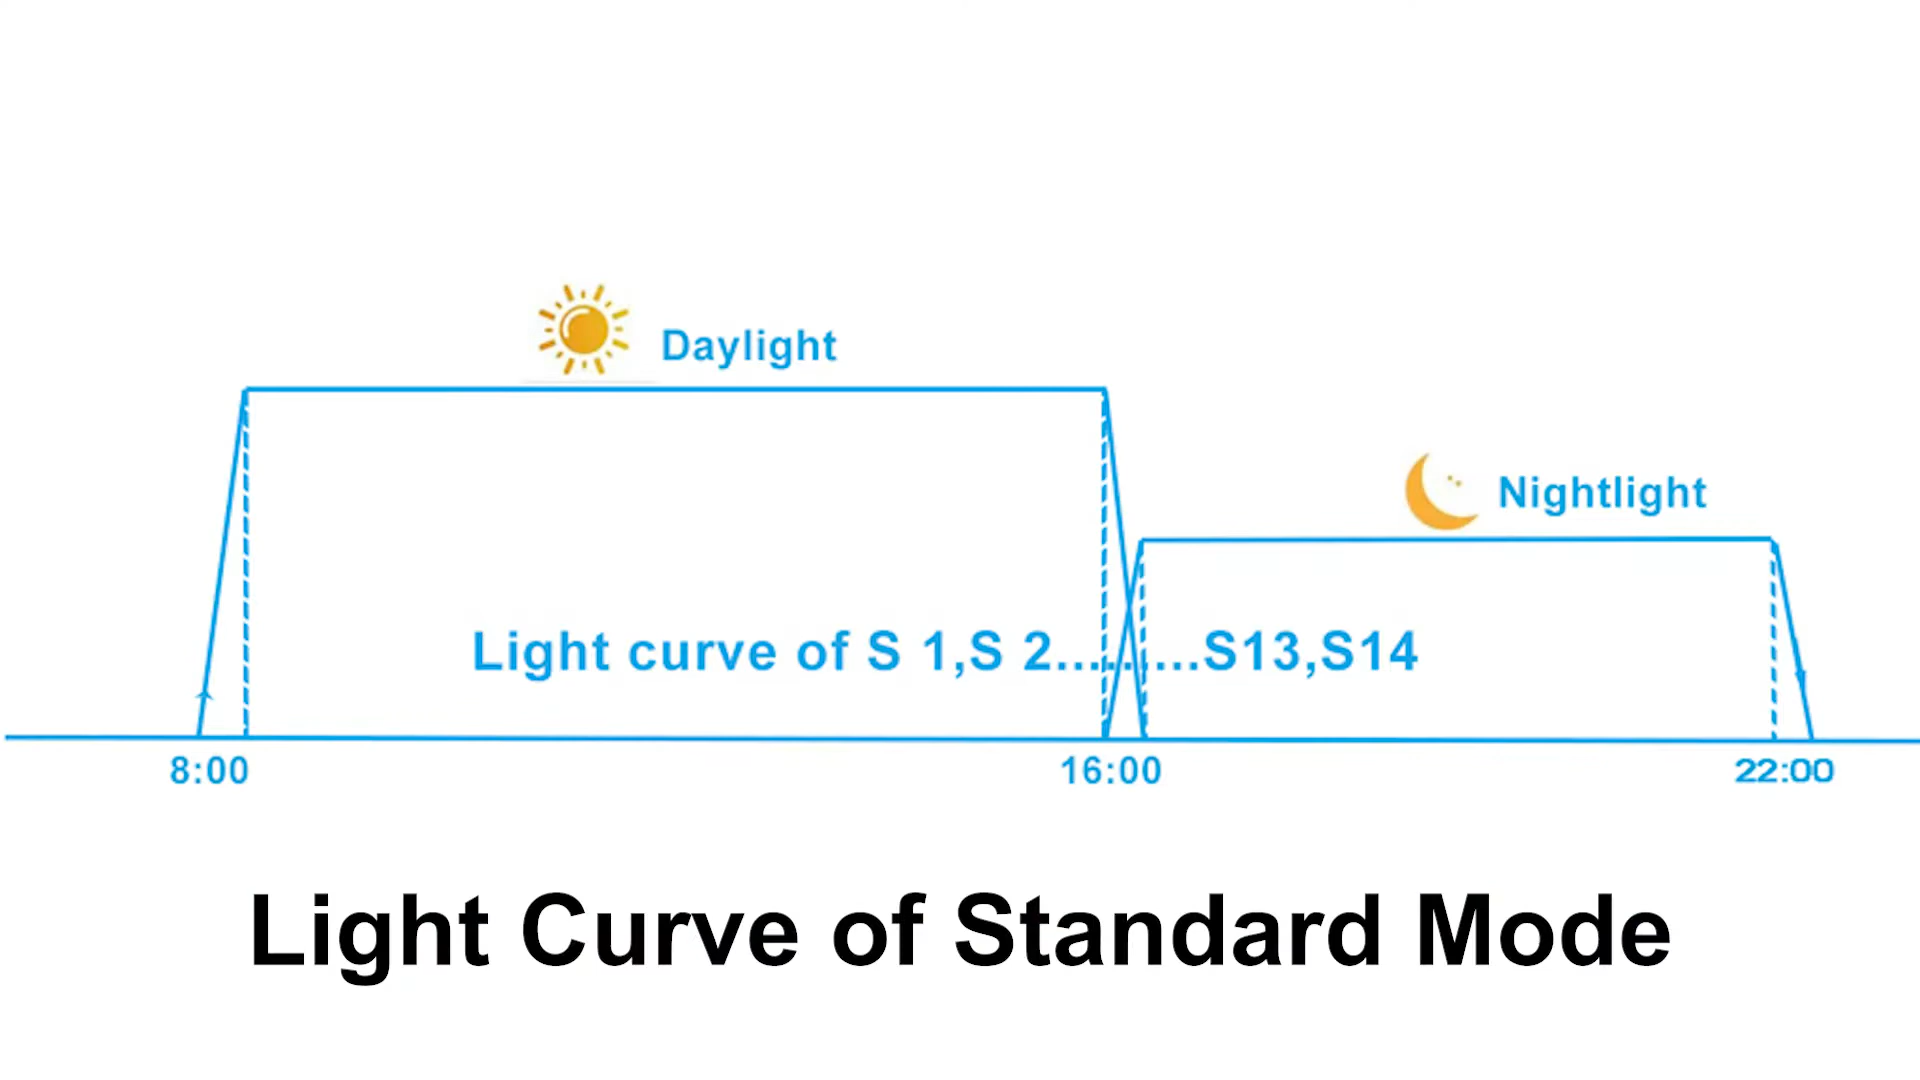 Daylight
Nightlight
Light curve of S 1,S 2.........S13,S14
8:00
16:00
22:00
Light Curve of Standard Mode